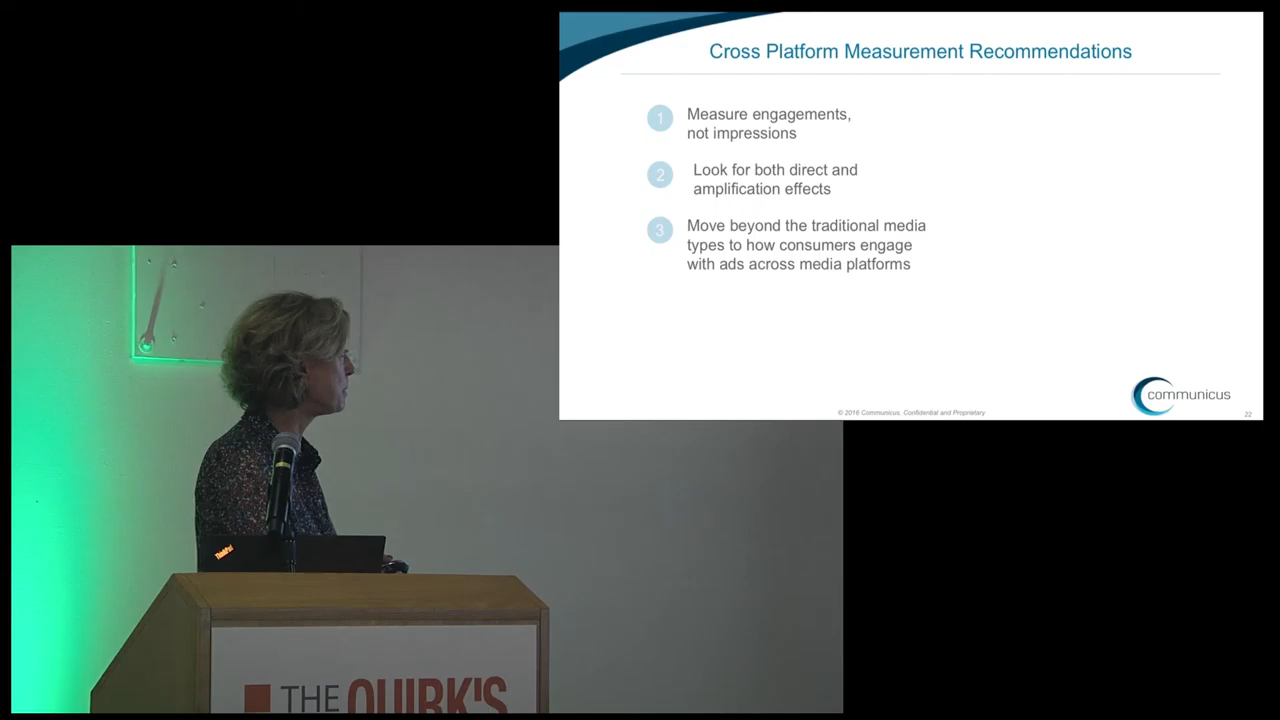 Cross Platform Measurement Recommendations
1
Measure engagements,
not impressions
2
Look for both direct and
amplification effects
3
Move beyond the traditional media
types to how consumers engage
with ads across media platforms
communicus
© 2016 Communicus. Confidential and Proprietary
22
ThinkPad
THE QUIRK'S